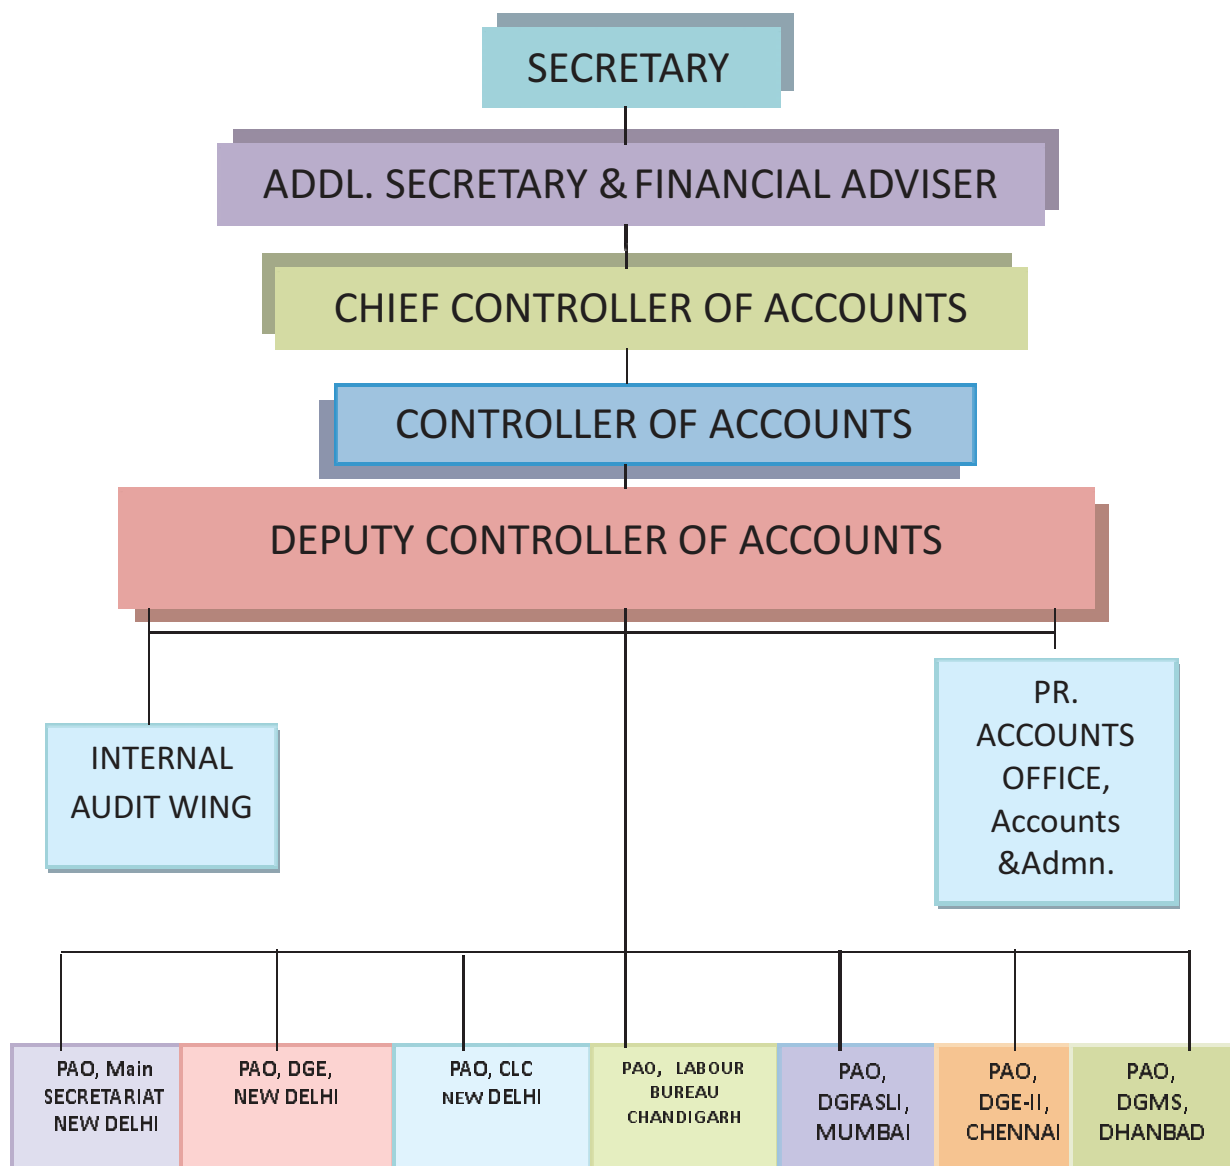 SECRETARY
ADDL. SECRETARY & FINANCIAL ADVISER
CHIEF CONTROLLER OF ACCOUNTS
CONTROLLER OF ACCOUNTS
DEPUTY CONTROLLER OF ACCOUNTS
INTERNAL
AUDIT WING
PR.
ACCOUNTS
OFFICE,
Accounts
&Admn.
PAO, Main
SECRETARIAT
NEW DELHI
PAO, DGE,
NEW DELHI
PAO, CLC
NEW DELHI
PAO, LABOUR
BUREAU
CHANDIGARH
PAO,
DGFASLI,
MUMBAI
PAO,
DGE-II,
CHENNAI
PAO,
DGMS,
DHANBAD